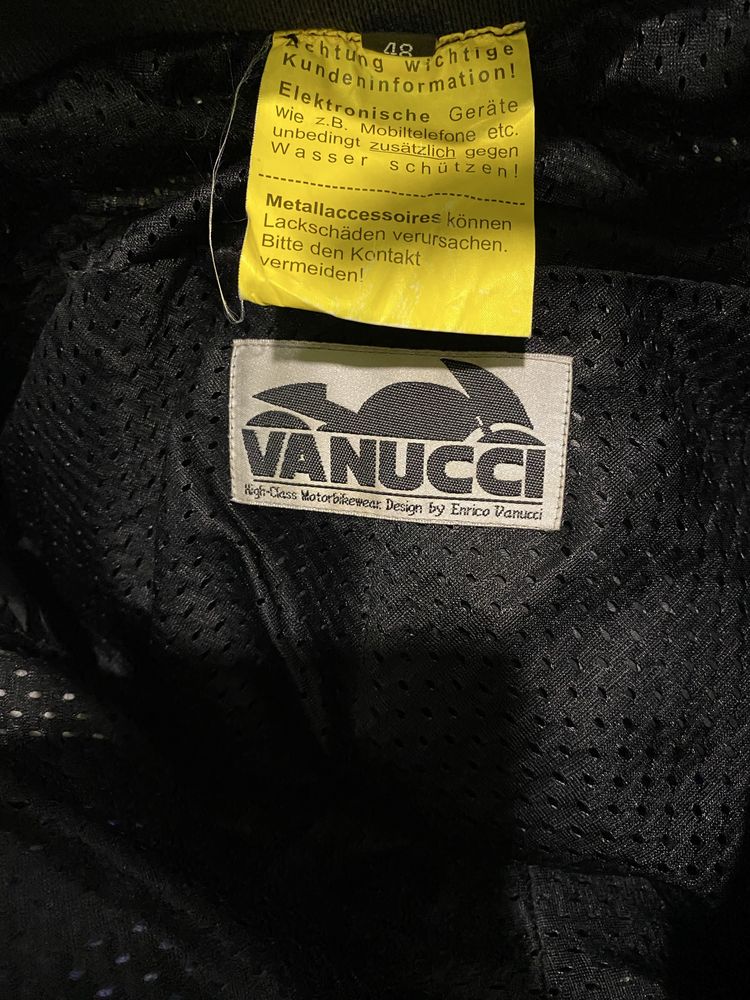 48
Achtung wichtige
Kundeninformation!
Elektronische Geräte
wie z.B. Mobiltelefone etc.
unbedingt zusätzlich gegen
Wasser schützen!
Metallaccessoires können
Lackschäden verursachen.
Bitte den Kontakt
vermeiden!
VANUCCI
High-Class Motorbikewear Design by Enrico Vanucci